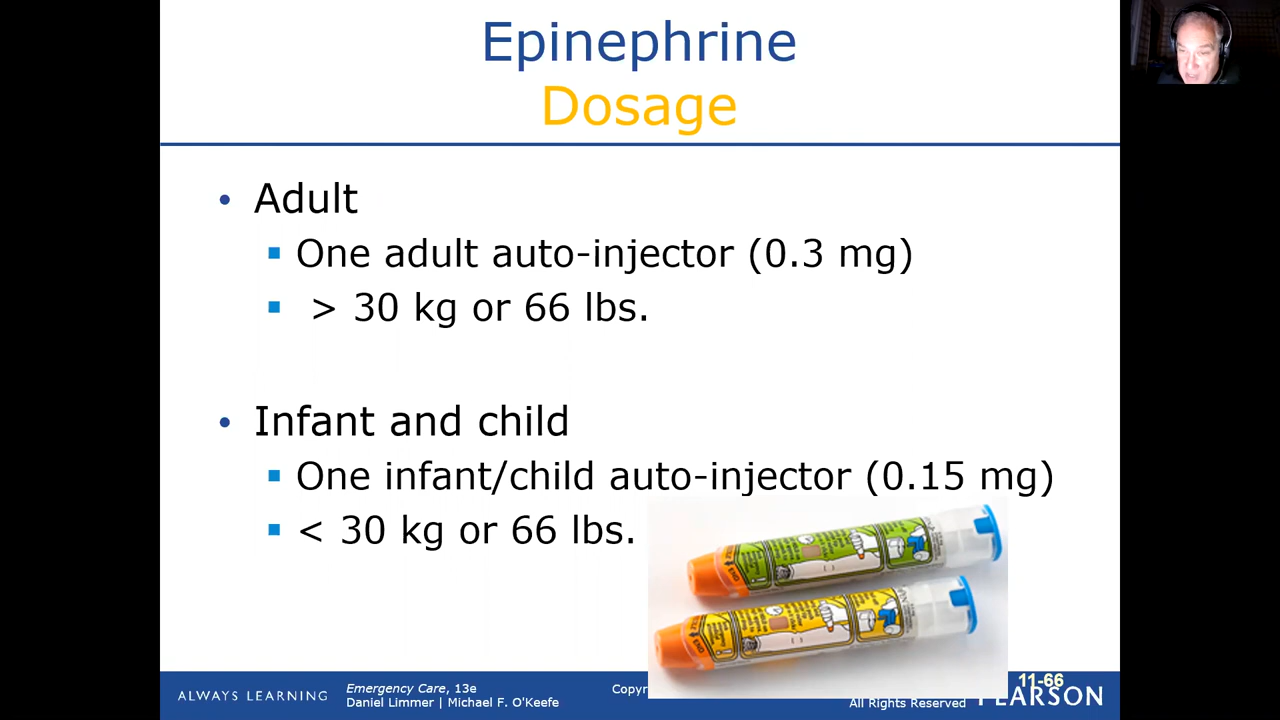 Epinephrine
Dosage
• Adult
▪ One adult auto-injector (0.3 mg)
▪ > 30 kg or 66 lbs.
• Infant and child
▪ One infant/child auto-injector (0.15 mg)
▪ < 30 kg or 66 lbs.
ALWAYS LEARNING
Emergency Care, 13e
Daniel Limmer | Michael F. O'Keefe
Copyr
All Rights Reserved
11-66
PEARSON